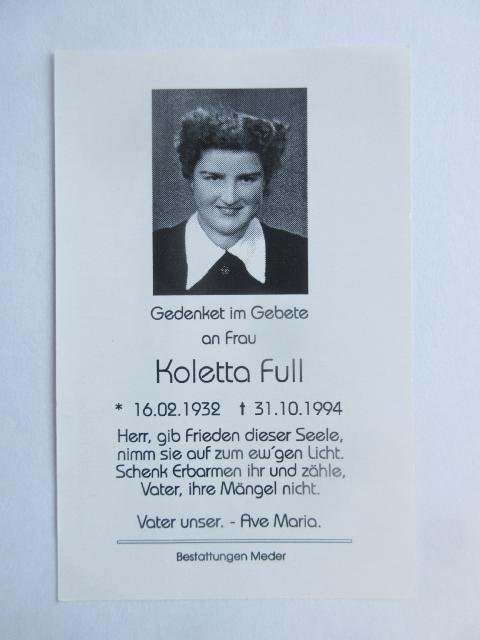 Gedenket im Gebete
an Frau
Koletta Full
* 16.02.1932 † 31.10.1994
Herr, gib Frieden dieser Seele,
nimm sie auf zum ew'gen Licht.
Schenk Erbarmen ihr und zähle,
Vater, ihre Mängel nicht.
Vater unser. - Ave Maria.
Bestattungen Meder